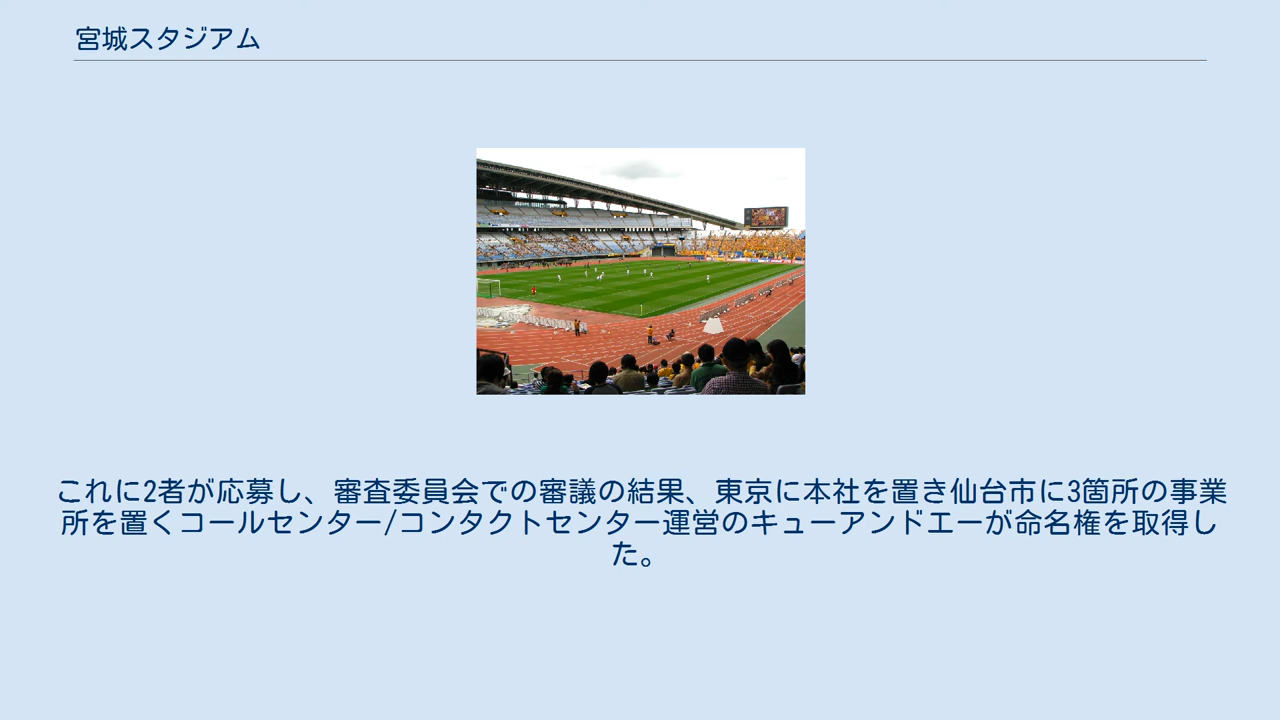 宮城スタジアム
これに2者が応募し、審査委員会での審議の結果、東京に本社を置き仙台市に3箇所の事業
所を置くコールセンター/コンタクトセンター運営のキューアンドエーが命名権を取得し
た。